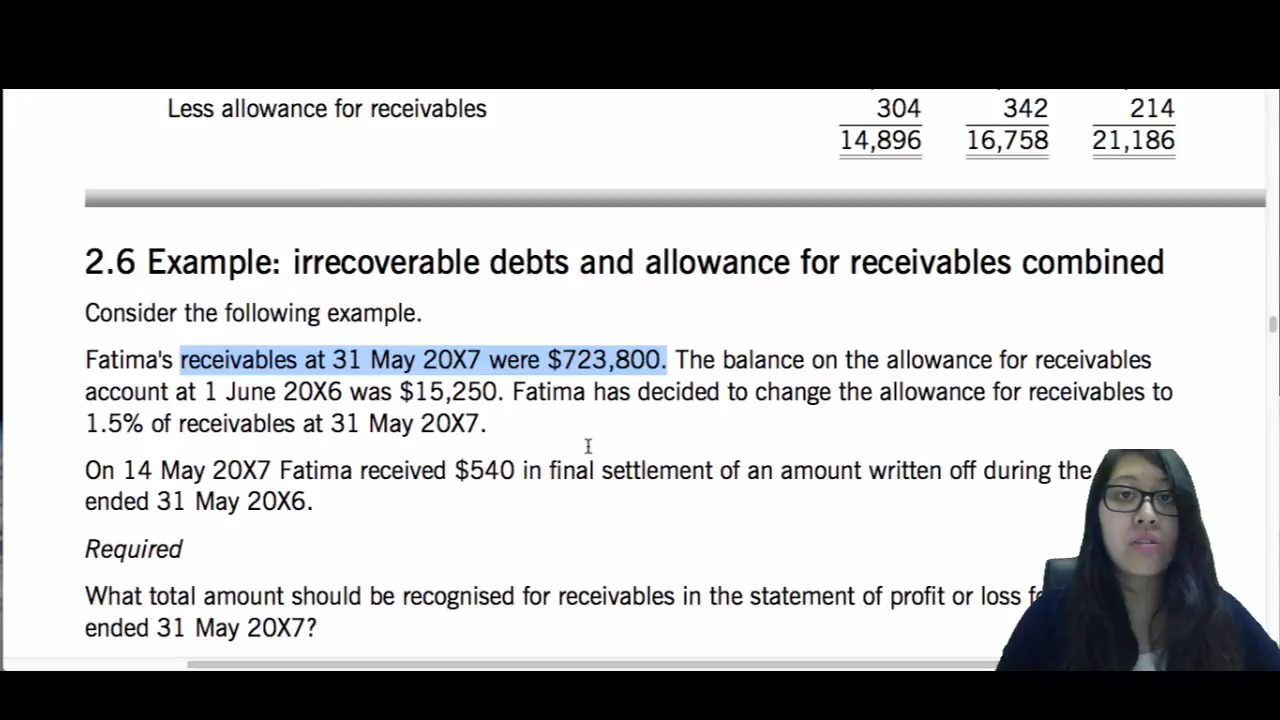 Less allowance for receivables 304 342 214
14,896 16,758 21,186
2.6 Example: irrecoverable debts and allowance for receivables combined
Consider the following example.
Fatima's receivables at 31 May 20X7 were $723,800. The balance on the allowance for receivables
account at 1 June 20X6 was $15,250. Fatima has decided to change the allowance for receivables to
1.5% of receivables at 31 May 20X7.
On 14 May 20X7 Fatima received $540 in final settlement of an amount written off during the
ended 31 May 20X6.
Required
What total amount should be recognised for receivables in the statement of profit or loss
ended 31 May 20X7?